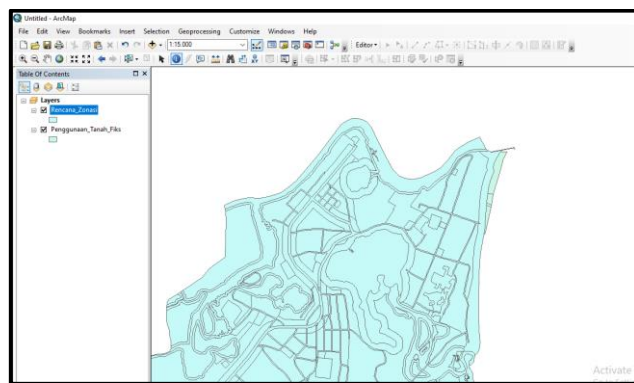 Untitled - ArcMap
File Edit View Bookmarks Insert Selection Geoprocessing Customize Windows Help
1:15.000
Editor
Table Of Contents
Layers
Rencana_Zonasi
Penggunaan_Tanah_Fiks
Activate